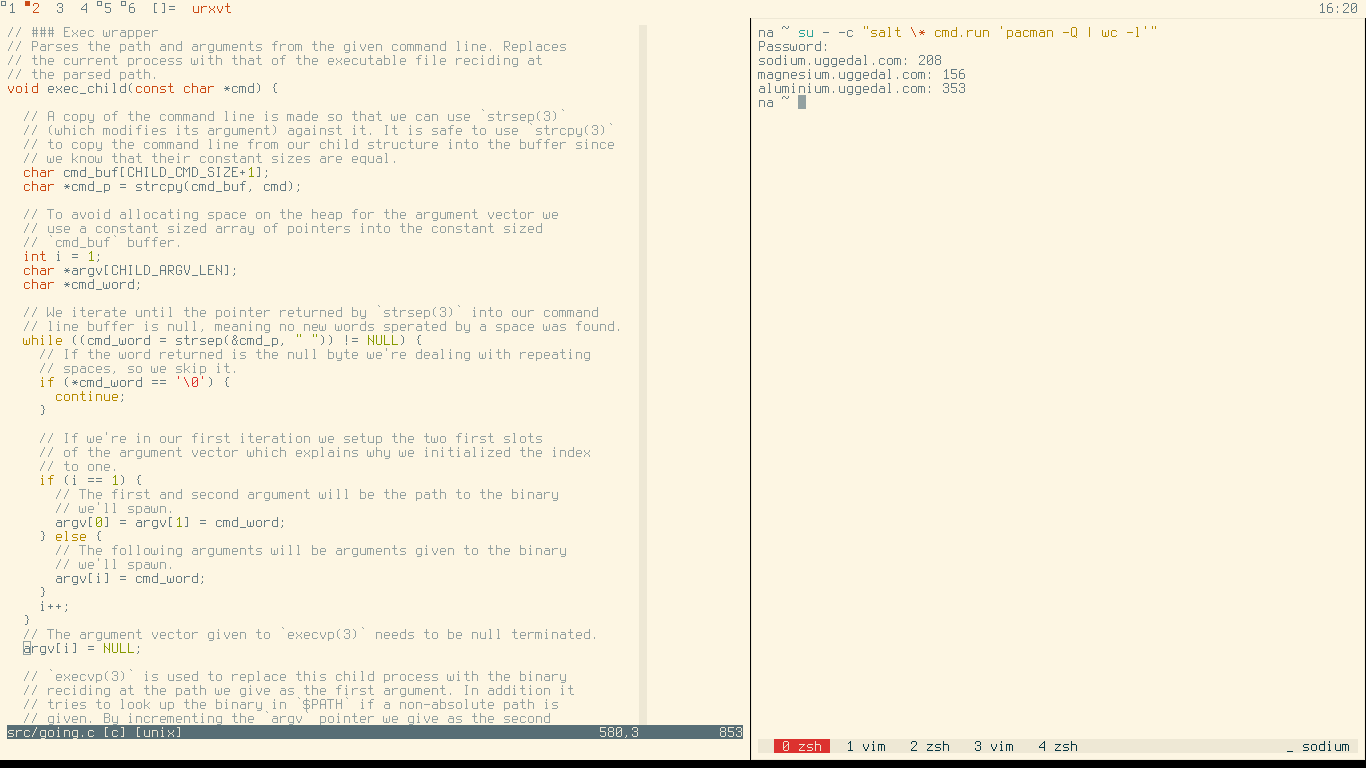 1 2 3 4 5 6 []= urxvt 16:20
// ### Exec wrapper
// Parses the path and arguments from the given command line. Replaces
// the current process with that of the executable file reciding at
// the parsed path.
void exec_child(const char *cmd) {
// A copy of the command line is made so that we can use `strsep(3)`
// (which modifies its argument) against it. It is safe to use `strcpy(3)`
// to copy the command line from our child structure into the buffer since
// we know that their constant sizes are equal.
char cmd_buf[CHILD_CMD_SIZE+1];
char *cmd_p = strcpy(cmd_buf, cmd);
// To avoid allocating space on the heap for the argument vector we
// use a constant sized array of pointers into the constant sized
// `cmd_buf` buffer.
int i = 1;
char *argv[CHILD_ARGV_LEN];
char *cmd_word;
// We iterate until the pointer returned by `strsep(3)` into our command
// line buffer is null, meaning no new words sperated by a space was found.
while ((cmd_word = strsep(&cmd_p, " ")) != NULL) {
// If the word returned is the null byte we're dealing with repeating
// spaces, so we skip it.
if (*cmd_word == '\0') {
continue;
}
// If we're in our first iteration we setup the two first slots
// of the argument vector which explains why we initialized the index
// to one.
if (i == 1) {
// The first and second argument will be the path to the binary
// we'll spawn.
argv[0] = argv[1] = cmd_word;
} else {
// The following arguments will be arguments given to the binary
// we'll spawn.
argv[i] = cmd_word;
}
i++;
}
// The argument vector given to `execvp(3)` needs to be null terminated.
argv[i] = NULL;
// `execvp(3)` is used to replace this child process with the binary
// reciding at the path we give as the first argument. In addition it
// tries to look up the binary in `$PATH` if a non-absolute path is
// given. By incrementing the `argv` pointer we give as the second
src/going.c [c] [unix] 580,3 853
na ~ su - -c "salt \* cmd.run 'pacman -Q | wc -l'"
Password:
sodium.uggedal.com: 208
magnesium.uggedal.com: 156
aluminium.uggedal.com: 353
na ~
0 zsh 1 vim 2 zsh 3 vim 4 zsh _ sodium